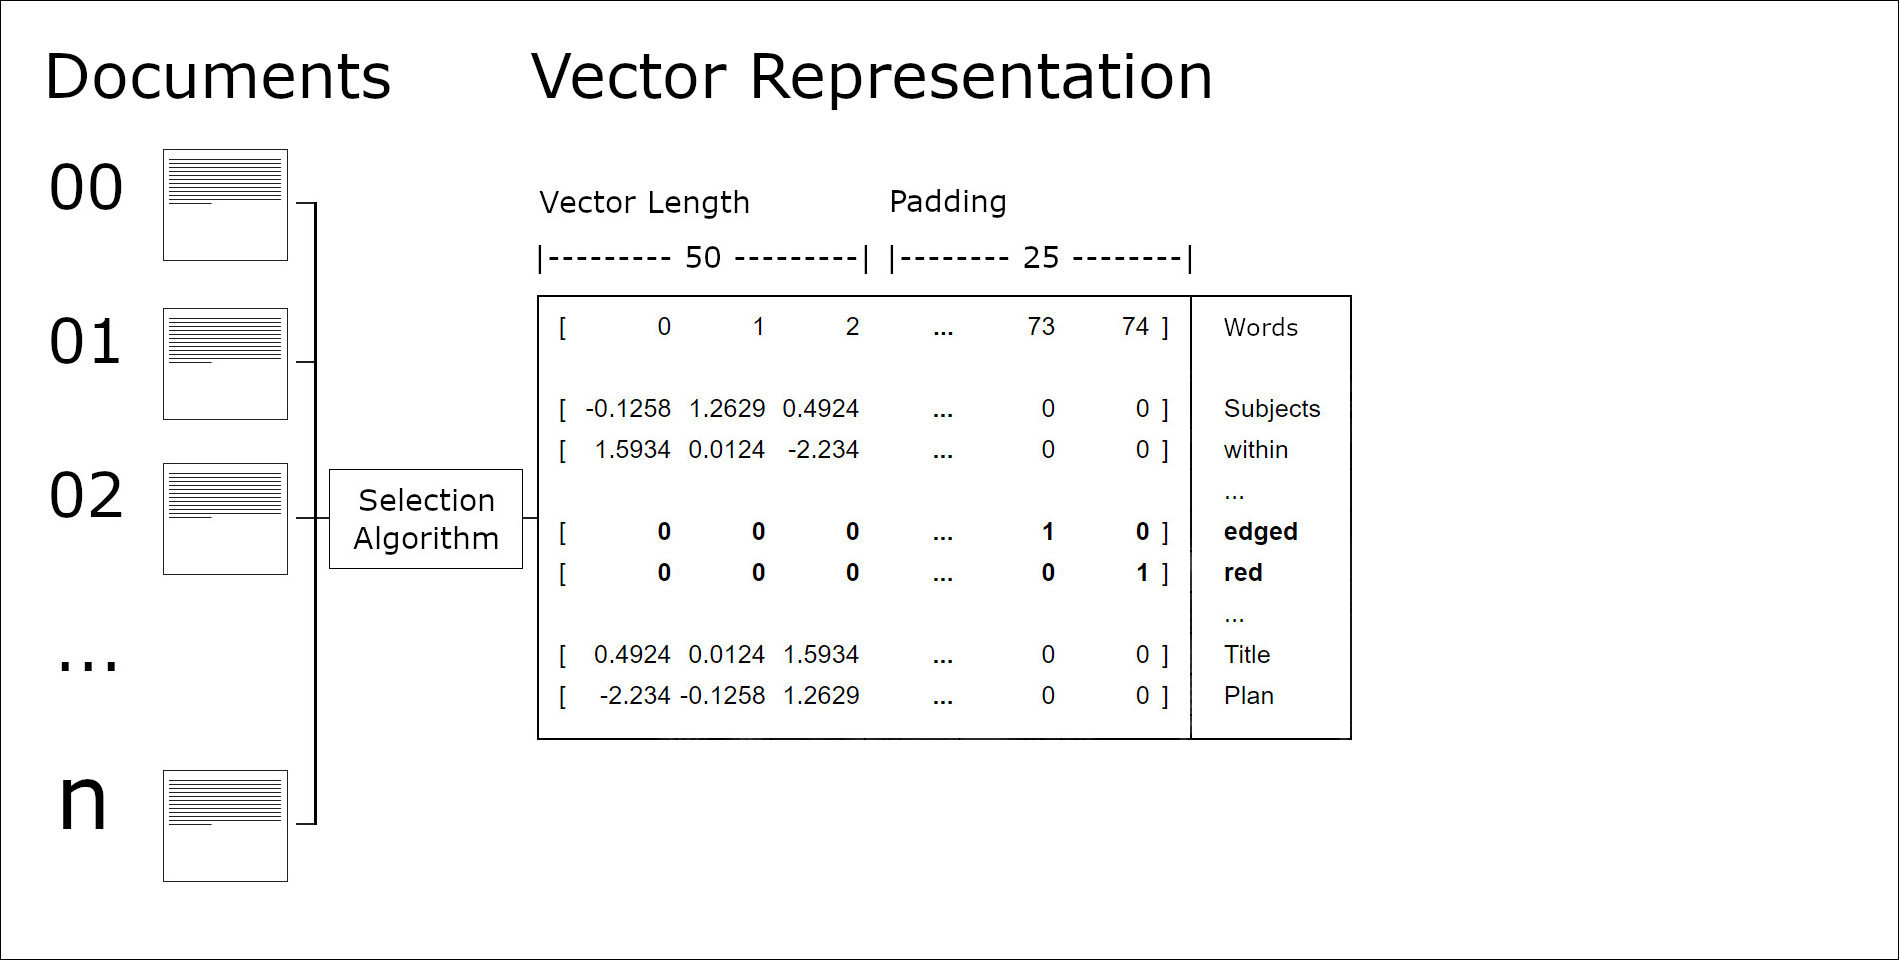 Documents
Vector Representation
00
01
02
...
n
Selection
Algorithm
Vector Length
Padding
|--------- 50 ---------| |-------- 25 --------|
[ 0 1 2 ... 73 74 ] Words
[ -0.1258 1.2629 0.4924 ... 0 0 ] Subjects
[ 1.5934 0.0124 -2.234 ... 0 0 ] within
...
[ 0 0 0 ... 1 0 ] edged
[ 0 0 0 ... 0 1 ] red
...
[ 0.4924 0.0124 1.5934 ... 0 0 ] Title
[ -2.234 -0.1258 1.2629 ... 0 0 ] Plan